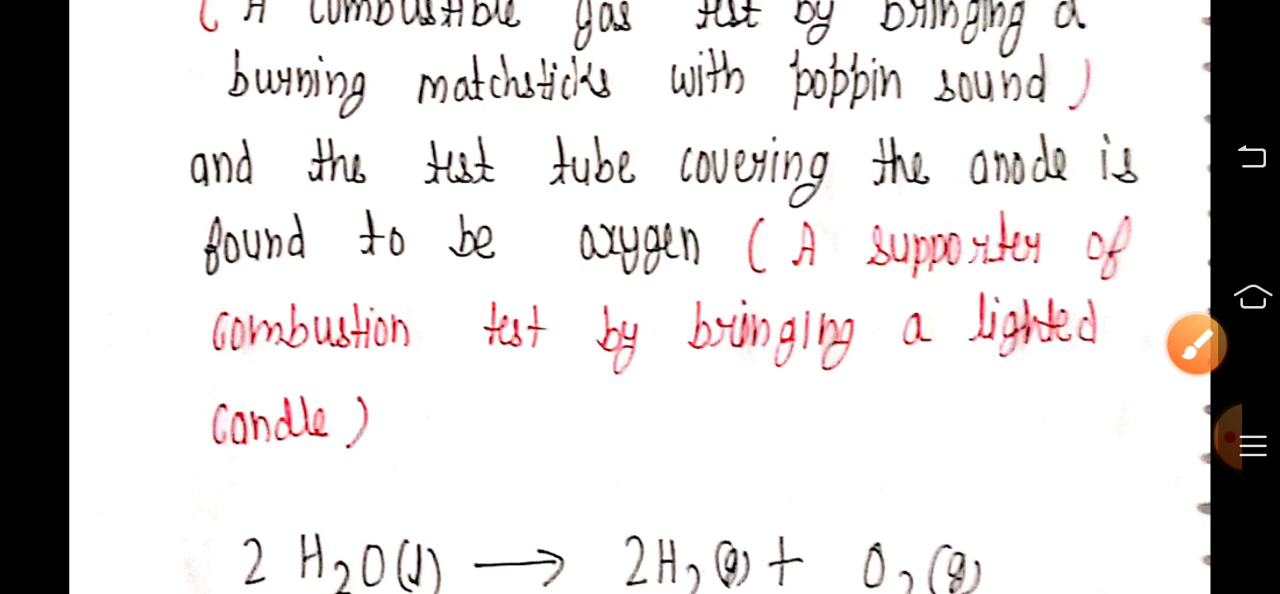 ( A combustible gas test by bringing a
burning matchsticks with poppin sound )
and the test tube covering the anode is
found to be oxygen ( A supporter of
combustion test by bringing a lighted
candle )
2 H₂O(l) → 2H₂(g) + O₂(g)